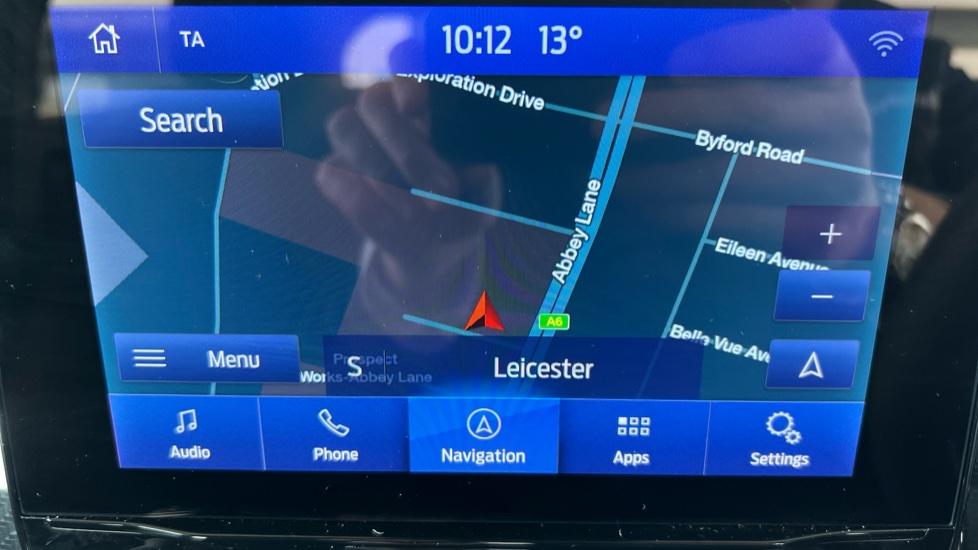 TA
10:12 13°
Exploration Drive
Search
Byford Road
Abbey Lane
Eileen Avenue
+
−
A6
Bella Vue Ave
Menu
Prospect
Works-Abbey Lane
S
Leicester
Audio
Phone
Navigation
Apps
Settings